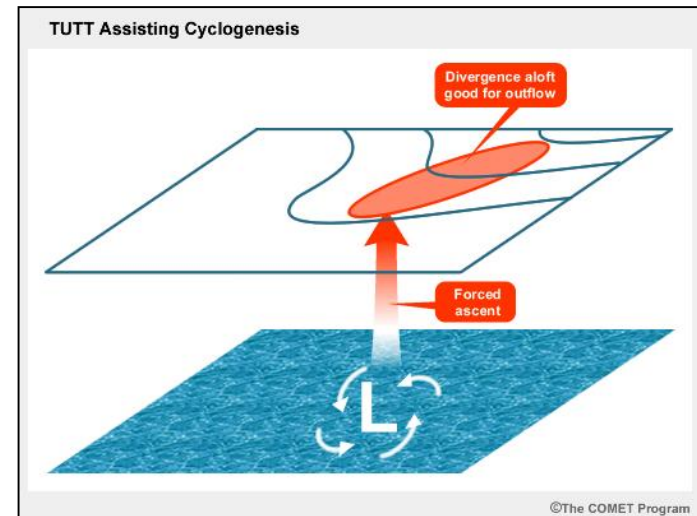 TUTT Assisting Cyclogenesis
Divergence aloft
good for outflow
Forced
ascent
L
©The COMET Program